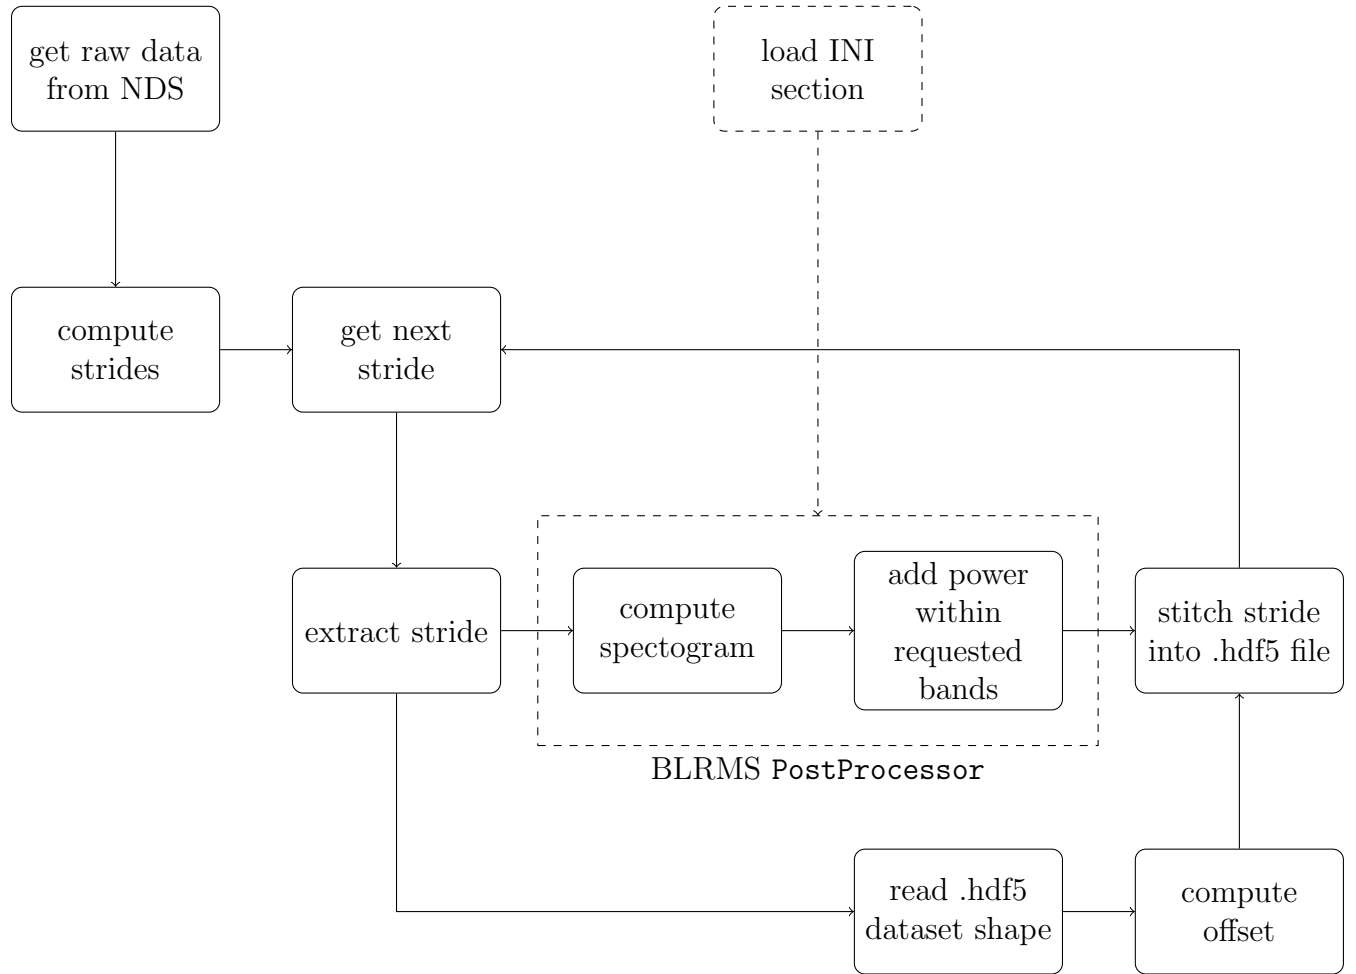 get raw data
from NDS
load INI
section
compute
strides
get next
stride
extract stride
compute
spectogram
add power
within
requested
bands
stitch stride
into .hdf5 file
BLRMS PostProcessor
read .hdf5
dataset shape
compute
offset